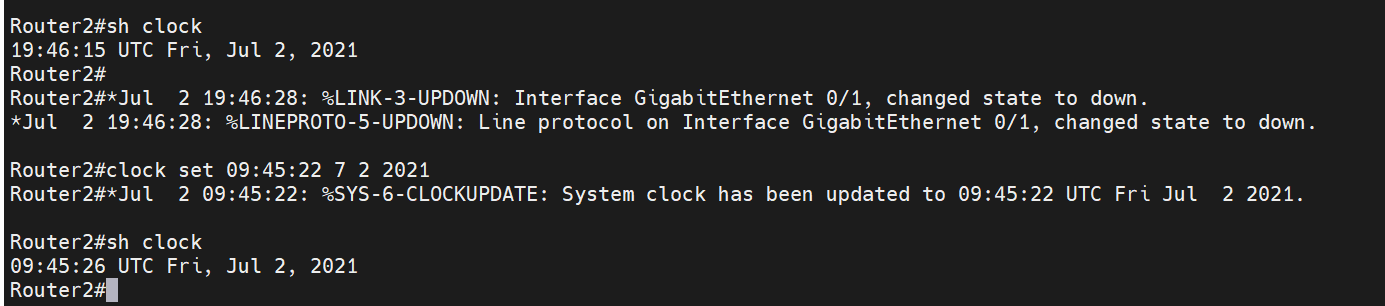 Router2#sh clock
19:46:15 UTC Fri, Jul 2, 2021
Router2#
Router2#*Jul  2 19:46:28: %LINK-3-UPDOWN: Interface GigabitEthernet 0/1, changed state to down.
*Jul  2 19:46:28: %LINEPROTO-5-UPDOWN: Line protocol on Interface GigabitEthernet 0/1, changed state to down.
Router2#clock set 09:45:22 7 2 2021
Router2#*Jul  2 09:45:22: %SYS-6-CLOCKUPDATE: System clock has been updated to 09:45:22 UTC Fri Jul  2 2021.
Router2#sh clock
09:45:26 UTC Fri, Jul 2, 2021
Router2#